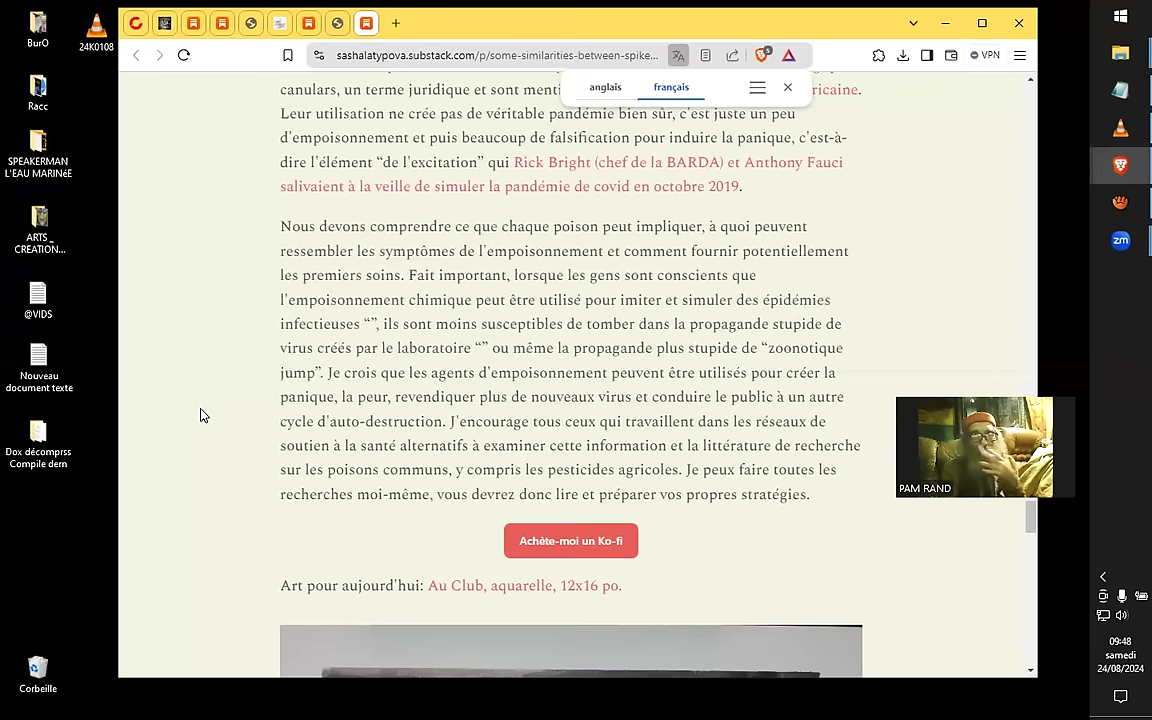 BurO
24K0108
Racc
SPEAKERMAN
L'EAU MARINéE
ARTS _
CREATION...
@VIDS
Nouveau
document texte
Dox décomprss
Compile dern
Corbeille
sashalatypova.substack.com/p/some-similarities-between-spike...
5
VPN
anglais
français
canulars, un terme juridique et sont menti
ricaine.
Leur utilisation ne crée pas de véritable pandémie bien sûr, c'est juste un peu
d'empoisonnement et puis beaucoup de falsification pour induire la panique, c'est-à-
dire l'élément “de l'excitation” qui Rick Bright (chef de la BARDA) et Anthony Fauci
salivaient à la veille de simuler la pandémie de covid en octobre 2019.
Nous devons comprendre ce que chaque poison peut impliquer, à quoi peuvent
ressembler les symptômes de l'empoisonnement et comment fournir potentiellement
les premiers soins. Fait important, lorsque les gens sont conscients que
l'empoisonnement chimique peut être utilisé pour imiter et simuler des épidémies
infectieuses “”, ils sont moins susceptibles de tomber dans la propagande stupide de
virus créés par le laboratoire “” ou même la propagande plus stupide de “zoonotique
jump”. Je crois que les agents d'empoisonnement peuvent être utilisés pour créer la
panique, la peur, revendiquer plus de nouveaux virus et conduire le public à un autre
cycle d'auto-destruction. J'encourage tous ceux qui travaillent dans les réseaux de
soutien à la santé alternatifs à examiner cette information et la littérature de recherche
sur les poisons communs, y compris les pesticides agricoles. Je peux faire toutes les
recherches moi-même, vous devrez donc lire et préparer vos propres stratégies.
Achète-moi un Ko-fi
Art pour aujourd'hui: Au Club, aquarelle, 12x16 po.
PAM RAND
zm
09:48
samedi
24/08/2024